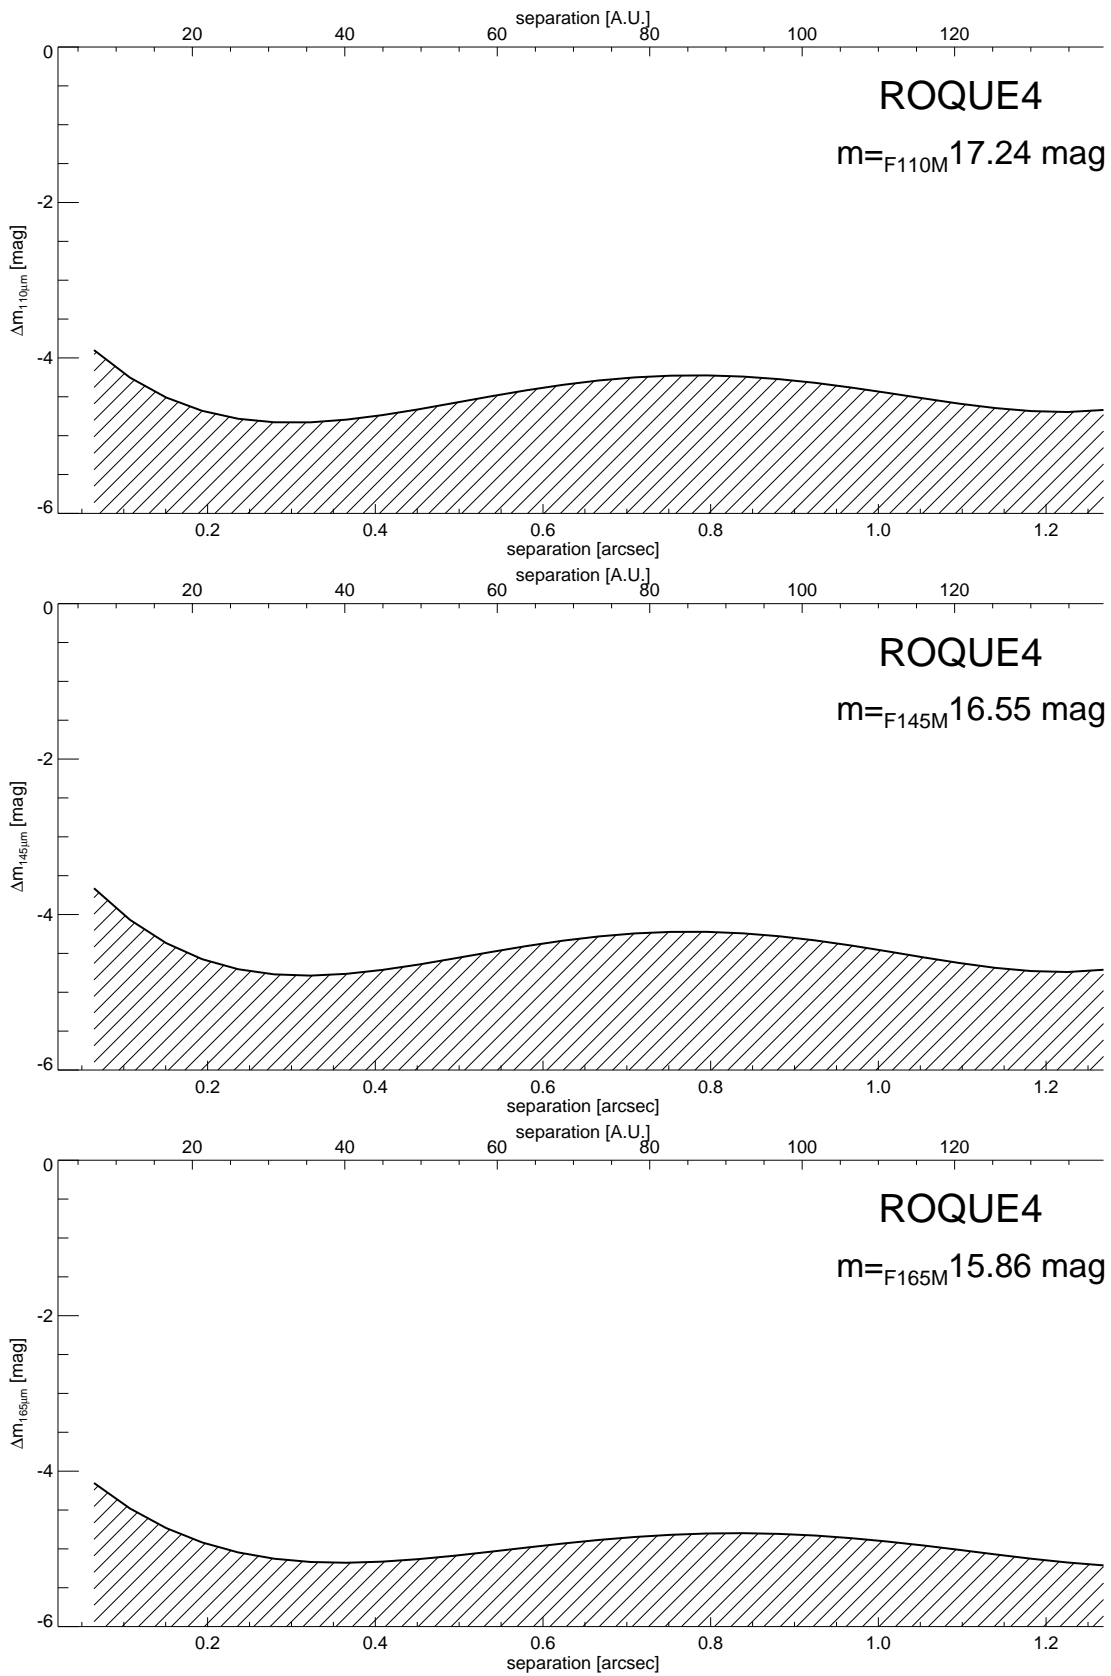 separation [A.U.]
20 40 60 80 100 120
0
-2
-4
-6
Δm110μm [mag]
ROQUE4
m=F110M17.24 mag
0.2 0.4 0.6 0.8 1.0 1.2
separation [arcsec]
separation [A.U.]
20 40 60 80 100 120
0
-2
-4
-6
Δm145μm [mag]
ROQUE4
m=F145M16.55 mag
0.2 0.4 0.6 0.8 1.0 1.2
separation [arcsec]
separation [A.U.]
20 40 60 80 100 120
0
-2
-4
-6
Δm165μm [mag]
ROQUE4
m=F165M15.86 mag
0.2 0.4 0.6 0.8 1.0 1.2
separation [arcsec]